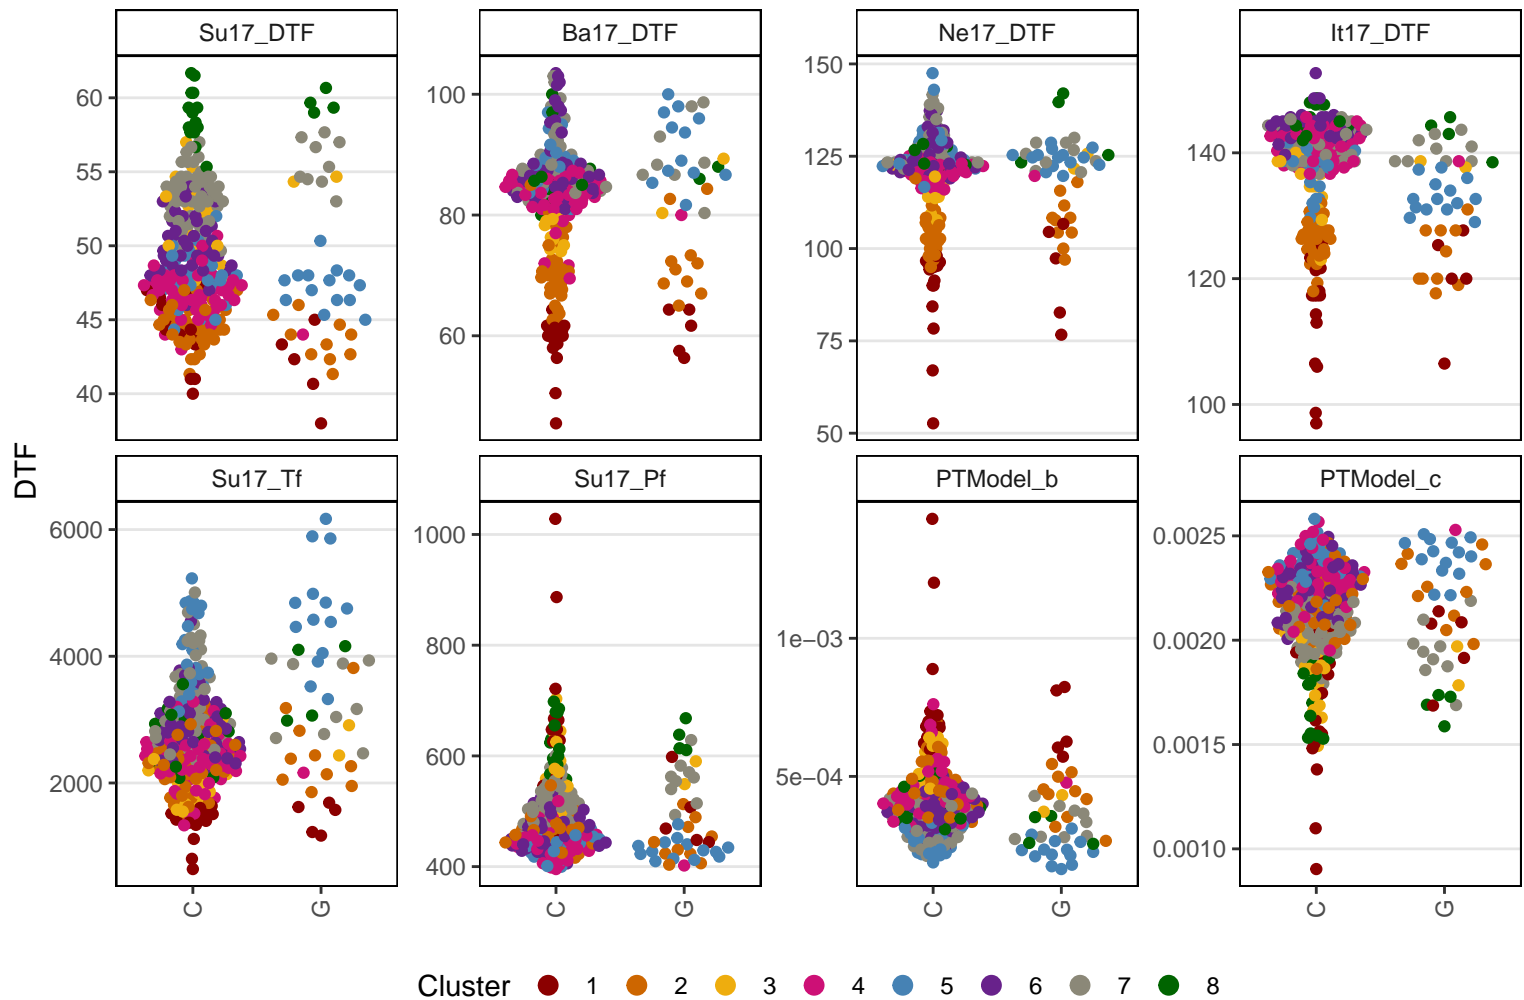 Su17_DTF
Ba17_DTF
Ne17_DTF
It17_DTF
60
55
50
45
40
100
80
60
150
125
100
75
50
140
120
100
DTF
Su17_Tf
Su17_Pf
PTModel_b
PTModel_c
6000
4000
2000
1000
800
600
400
1e−03
5e−04
0.0025
0.0020
0.0015
0.0010
C
G
C
G
C
G
C
G
Cluster 1 2 3 4 5 6 7 8